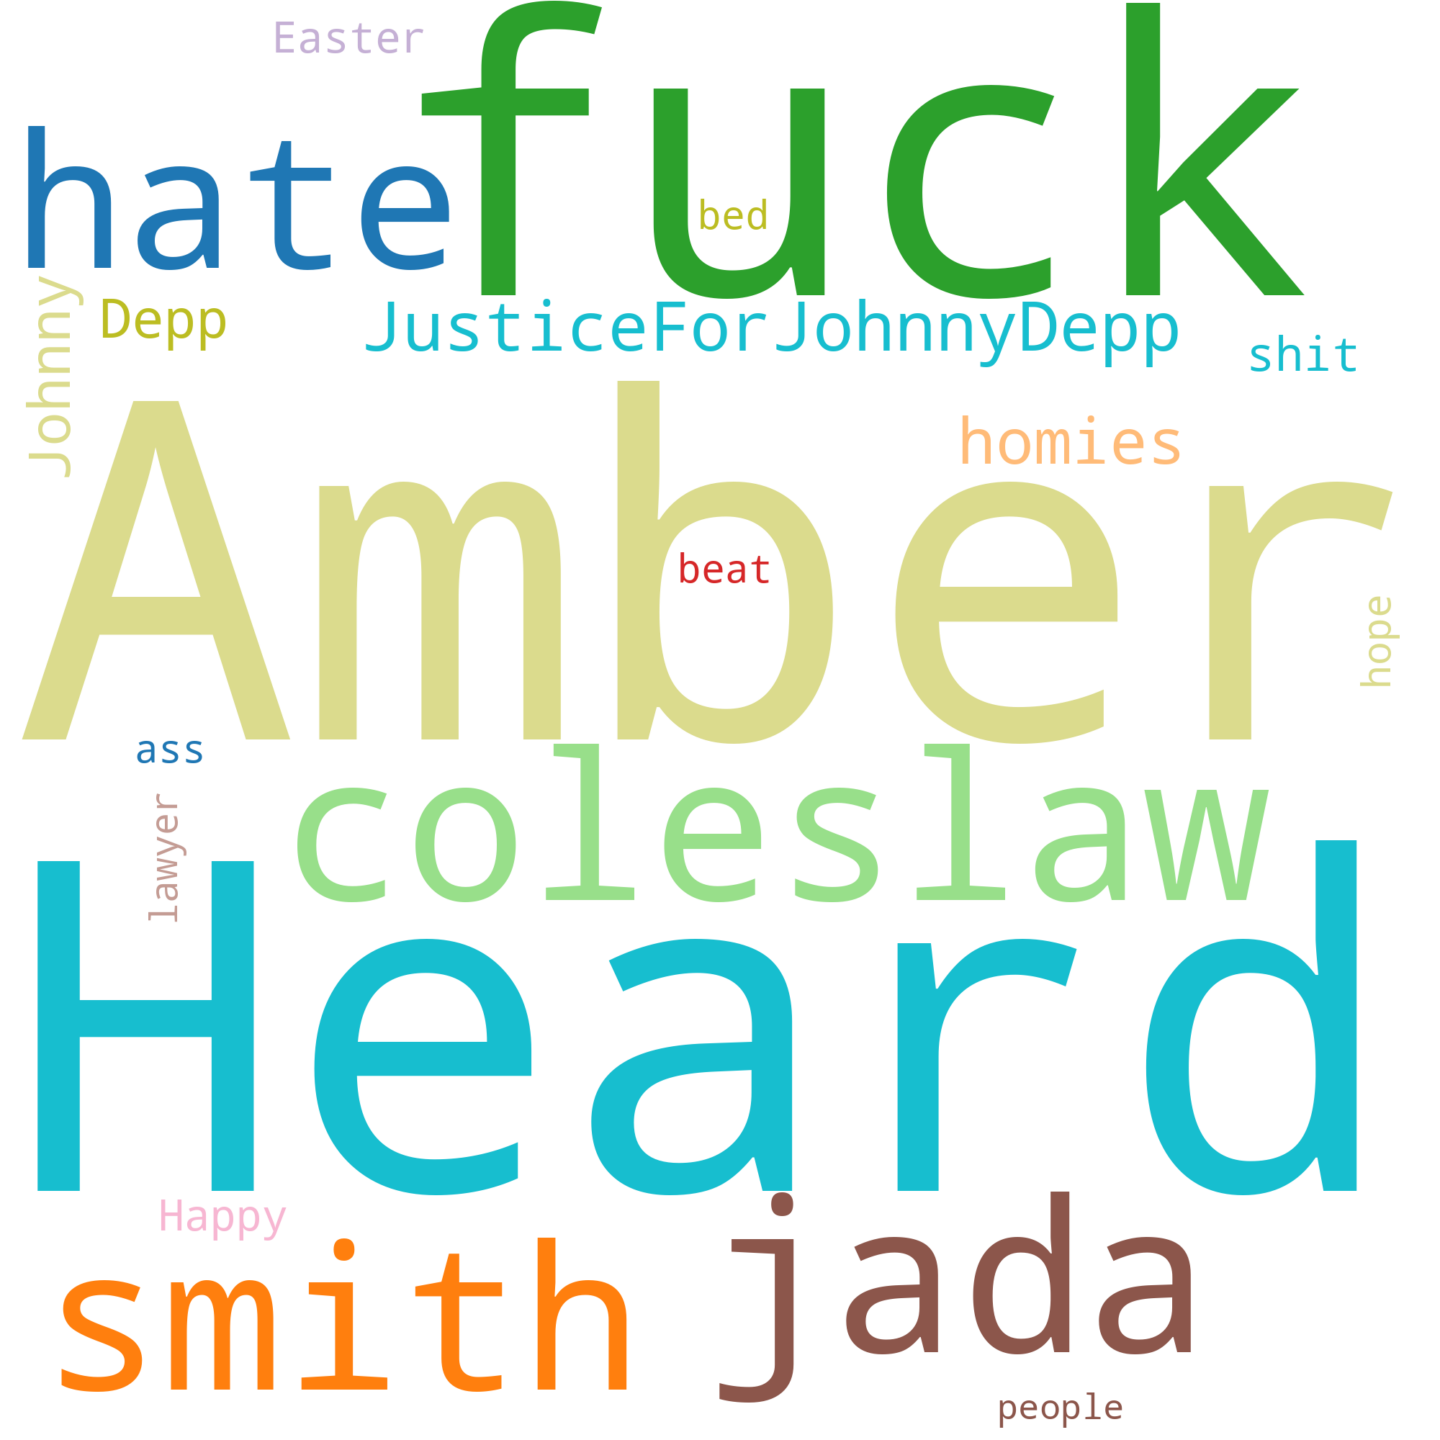 Easter
fuck
hate
bed
Johnny
Depp
JusticeForJohnnyDepp
shit
homies
Amber
beat
hope
ass
coleslaw
lawyer
Heard
Happy
smith
jada
people